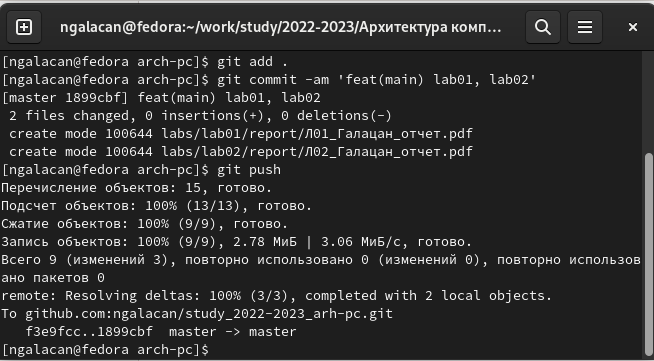 ngalacan@fedora:~/work/study/2022-2023/Архитектура комп…
[ngalacan@fedora arch-pc]$ git add .
[ngalacan@fedora arch-pc]$ git commit -am 'feat(main) lab01, lab02'
[master 1899cbf] feat(main) lab01, lab02
 2 files changed, 0 insertions(+), 0 deletions(-)
 create mode 100644 labs/lab01/report/Л01_Галацан_отчет.pdf
 create mode 100644 labs/lab02/report/Л02_Галацан_отчет.pdf
[ngalacan@fedora arch-pc]$ git push
Перечисление объектов: 15, готово.
Подсчет объектов: 100% (13/13), готово.
Сжатие объектов: 100% (9/9), готово.
Запись объектов: 100% (9/9), 2.78 МиБ | 3.06 МиБ/с, готово.
Всего 9 (изменений 3), повторно использовано 0 (изменений 0), повторно использов
ано пакетов 0
remote: Resolving deltas: 100% (3/3), completed with 2 local objects.
To github.com:ngalacan/study_2022-2023_arh-pc.git
   f3e9fcc..1899cbf  master -> master
[ngalacan@fedora arch-pc]$